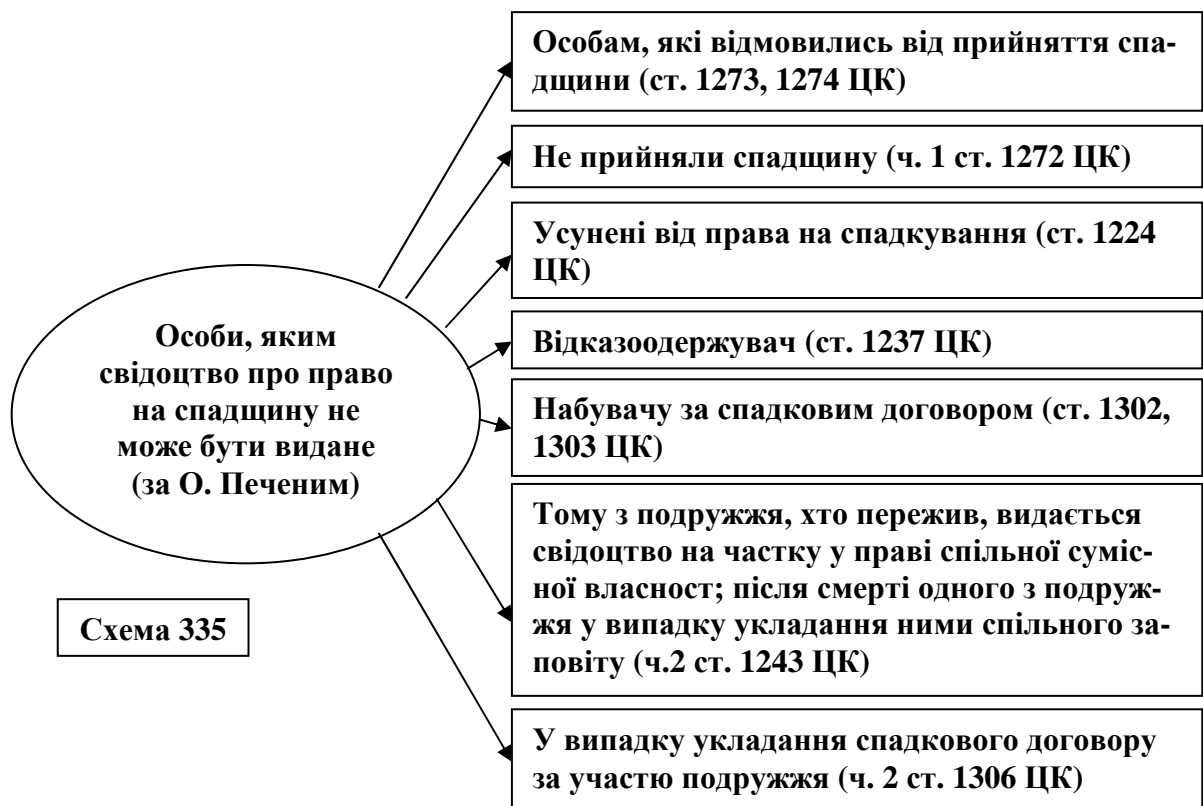 Особам, які відмовились від прийняття спа-
дщини (ст. 1273, 1274 ЦК)
Не прийняли спадщину (ч. 1 ст. 1272 ЦК)
Усунені від права на спадкування (ст. 1224
ЦК)
Особи, яким
свідоцтво про право
на спадщину не
може бути видане
(за О. Печеним)
Відказоодержувач (ст. 1237 ЦК)
Набувачу за спадковим договором (ст. 1302,
1303 ЦК)
Тому з подружжя, хто пережив, видається
свідоцтво на частку у праві спільної суміс-
ної власност; після смерті одного з подруж-
жя у випадку укладання ними спільного за-
повіту (ч.2 ст. 1243 ЦК)
Схема 335
У випадку укладання спадкового договору
за участю подружжя (ч. 2 ст. 1306 ЦК)